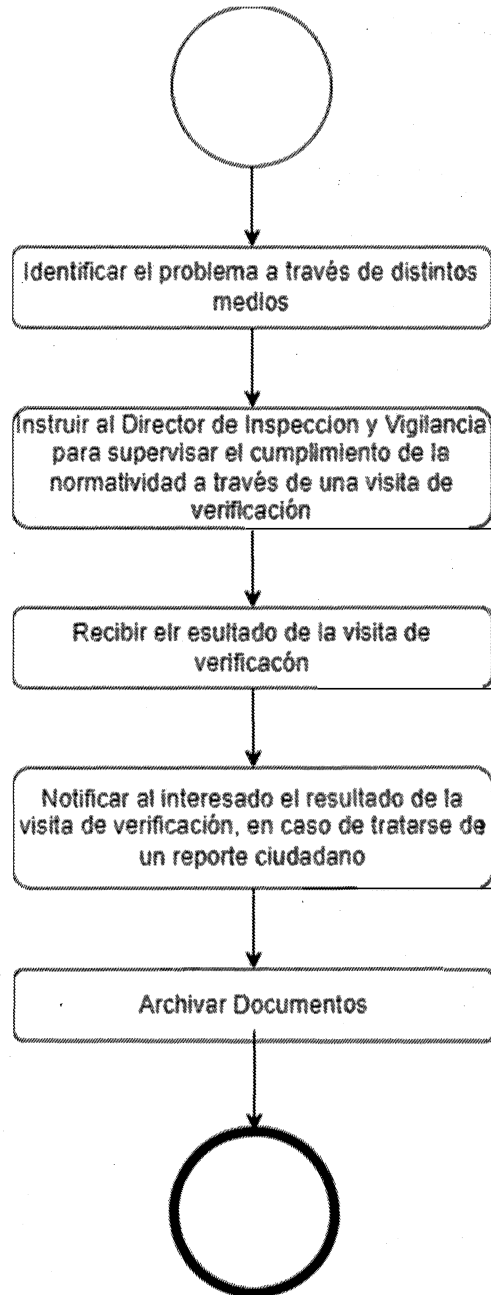 Identificar el problema a través de distintos
medios
Instruir al Director de Inspeccion y Vigilancia
para supervisar el cumplimiento de la
normatividad a través de una visita de
verificación
Recibir elr esultado de la visita de
verificacón
Notificar al interesado el resultado de la
visita de verificación, en caso de tratarse de
un reporte ciudadano
Archivar Documentos